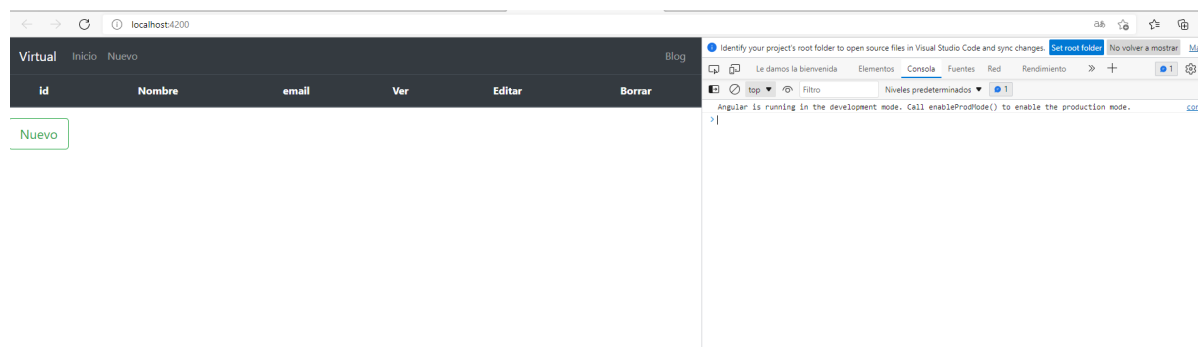 localhost:4200
Virtual Inicio Nuevo Blog
id Nombre email Ver Editar Borrar
Nuevo
Identify your project's root folder to open source files in Visual Studio Code and sync changes. Set root folder No volver a mostrar
Le damos la bienvenida Elementos Consola Fuentes Red Rendimiento 1
top Filtro Niveles predeterminados 1
Angular is running in the development mode. Call enableProdMode() to enable the production mode.
>